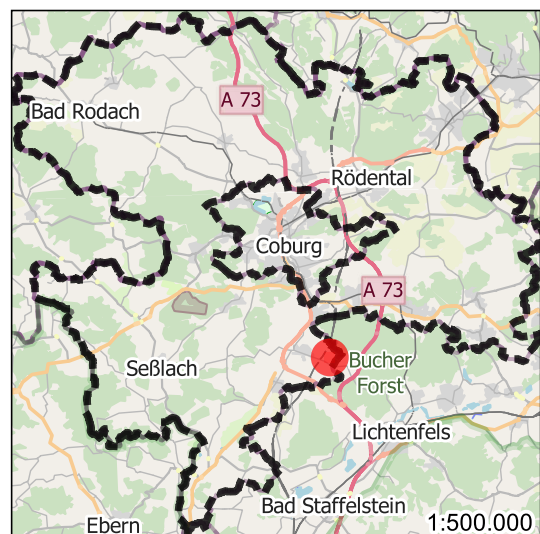 Bad Rodach
A 73
Rödental
Coburg
A 73
Seßlach
Bucher
Forst
Lichtenfels
Bad Staffelstein
Ebern
1:500.000